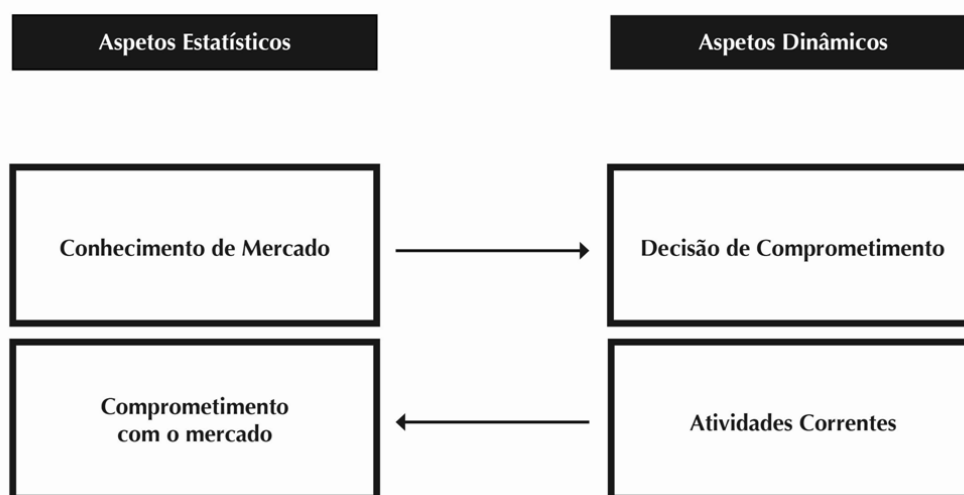 Aspetos Estatísticos
Aspetos Dinâmicos
Conhecimento de Mercado
Decisão de Comprometimento
Comprometimento
com o mercado
Atividades Correntes